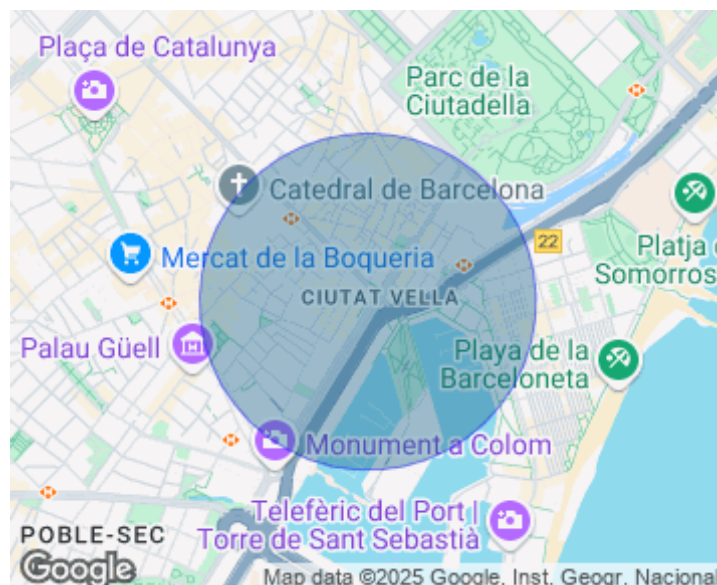 Plaça de Catalunya
Parc de la
Ciutadella
Catedral de Barcelona
22
Mercat de la Boqueria
Platja
Somorros
CIUTAT VELLA
Palau Güell
Playa de la
Barceloneta
Monument a Colom
Telefèric del Port |
Torre de Sant Sebastià
POBLE-SEC
Google
Map data ©2025 Google, Inst. Geogr. Nacional